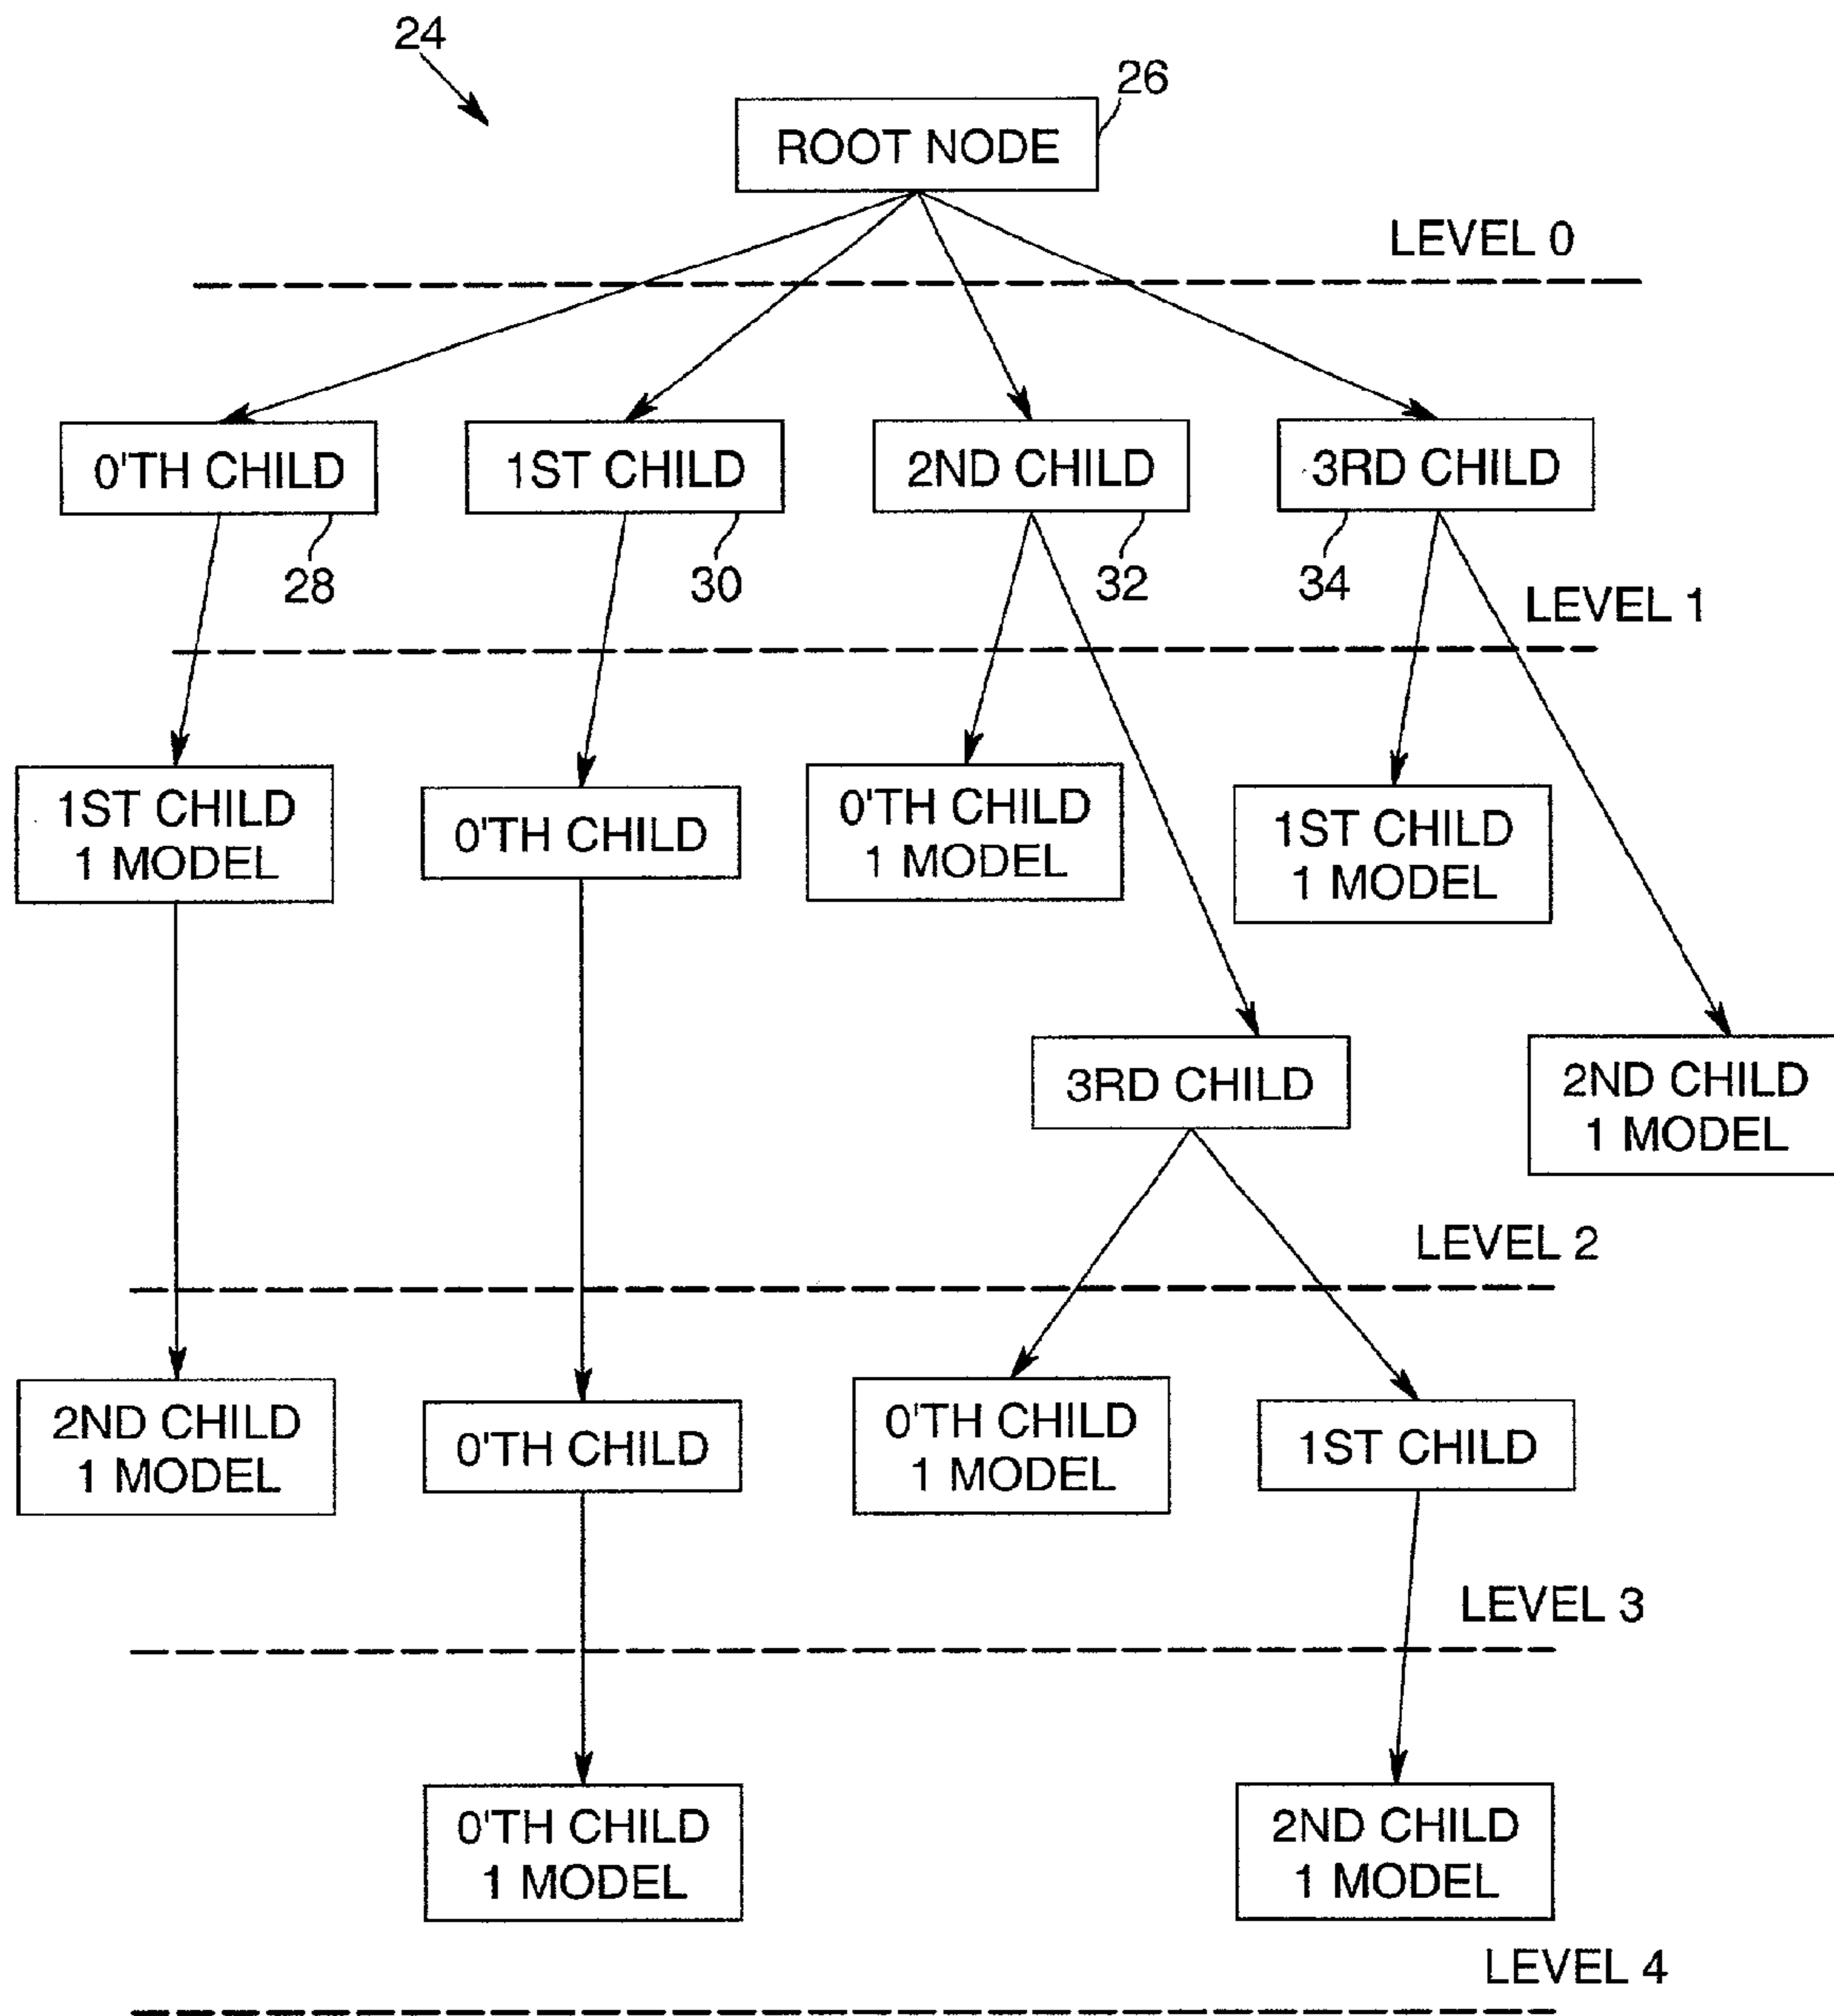 24
26
ROOT NODE
LEVEL 0
0'TH CHILD
1ST CHILD
2ND CHILD
3RD CHILD
28
30
32
34
LEVEL 1
1ST CHILD
1 MODEL
0'TH CHILD
0'TH CHILD
1 MODEL
1ST CHILD
1 MODEL
3RD CHILD
2ND CHILD
1 MODEL
LEVEL 2
2ND CHILD
1 MODEL
0'TH CHILD
0'TH CHILD
1 MODEL
1ST CHILD
LEVEL 3
0'TH CHILD
1 MODEL
2ND CHILD
1 MODEL
LEVEL 4